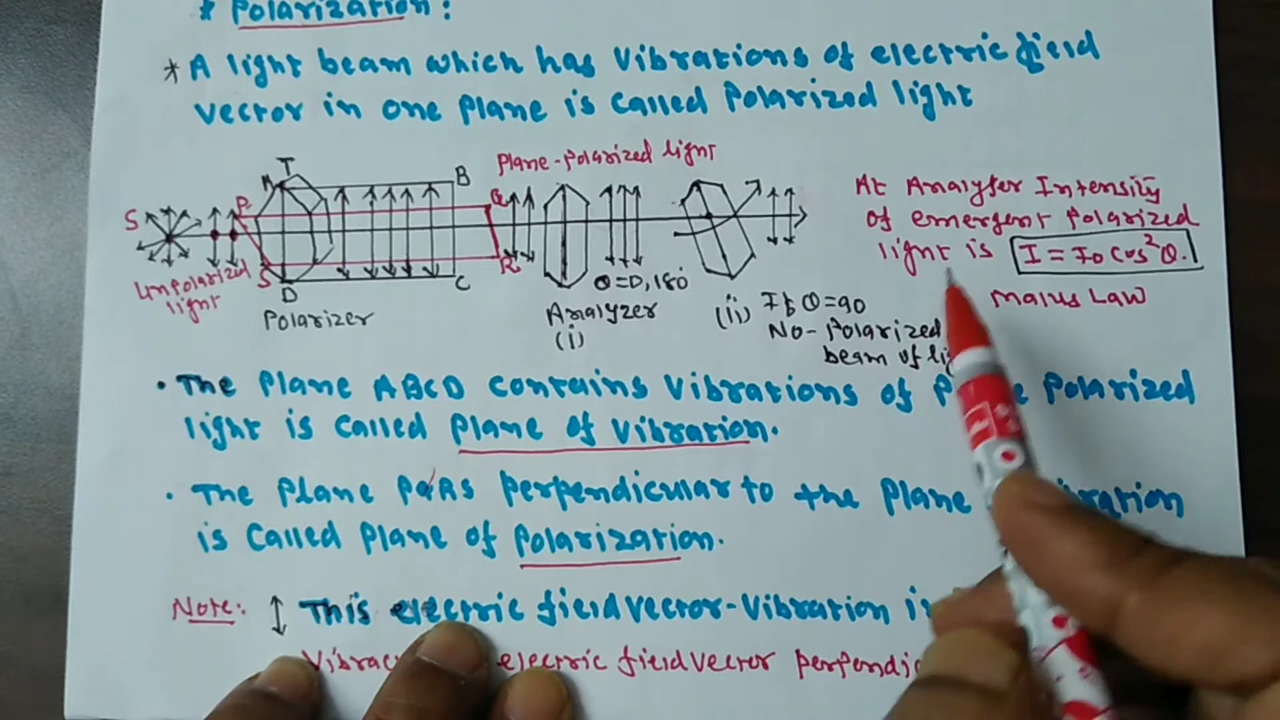 * Polarization:
* A light beam which has vibrations of electric field
vector in one plane is called Polarized light
Plane-Polarized light
T
A
B
P
Q
S
Unpolarized
light
S
D
C
R
Polarizer
θ=0,180
Analyzer
(i)
(ii) If θ=90
No-Polarized
beam of
At Analyser Intensity
of emergent Polarized
light is I = I0 Cos²θ.
Malus Law
• The Plane ABCD contains vibrations of Polarized
light is called Plane of vibration.
• The Plane PQRS Perpendicular to the Plane
is called Plane of Polarization.
Note: ↕ This electric field vector-vibration
electric field vector